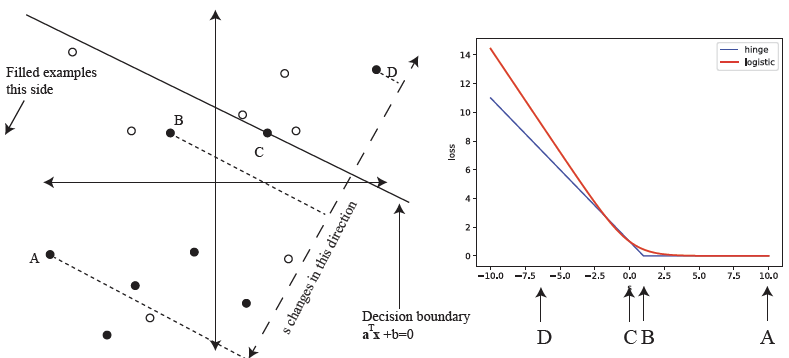 Filled examples
this side
A
B
C
D
s changes in this direction
Decision boundary
a^T x +b=0
hinge
logistic
loss
14
12
10
8
6
4
2
0
−10.0 −7.5 −5.0 −2.5 0.0 2.5 5.0 7.5 10.0
s
D C B A